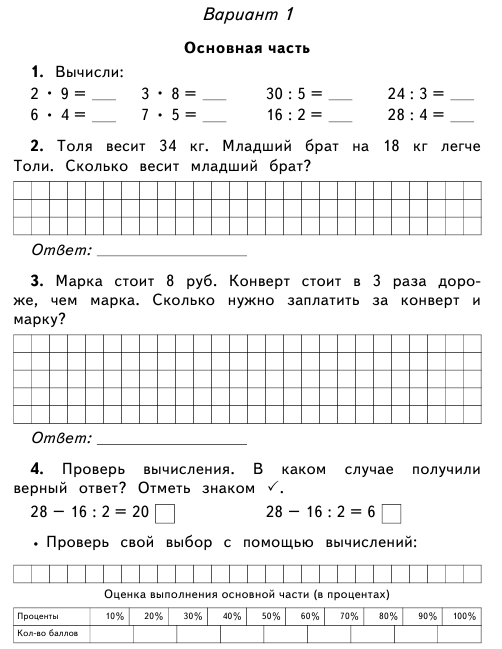 Вариант 1
Основная часть
1. Вычисли:
2 · 9 = ___ 3 · 8 = ___ 30 : 5 = ___ 24 : 3 = ___
6 · 4 = ___ 7 · 5 = ___ 16 : 2 = ___ 28 : 4 = ___
2. Толя весит 34 кг. Младший брат на 18 кг легче
Толи. Сколько весит младший брат?
Ответ: ____________________
3. Марка стоит 8 руб. Конверт стоит в 3 раза доро-
же, чем марка. Сколько нужно заплатить за конверт и
марку?
Ответ: ____________________
4. Проверь вычисления. В каком случае получили
верный ответ? Отметь знаком ✓.
28 − 16 : 2 = 20 □ 28 − 16 : 2 = 6 □
• Проверь свой выбор с помощью вычислений:
Оценка выполнения основной части (в процентах)
Проценты 10% 20% 30% 40% 50% 60% 70% 80% 90% 100%
Кол-во баллов